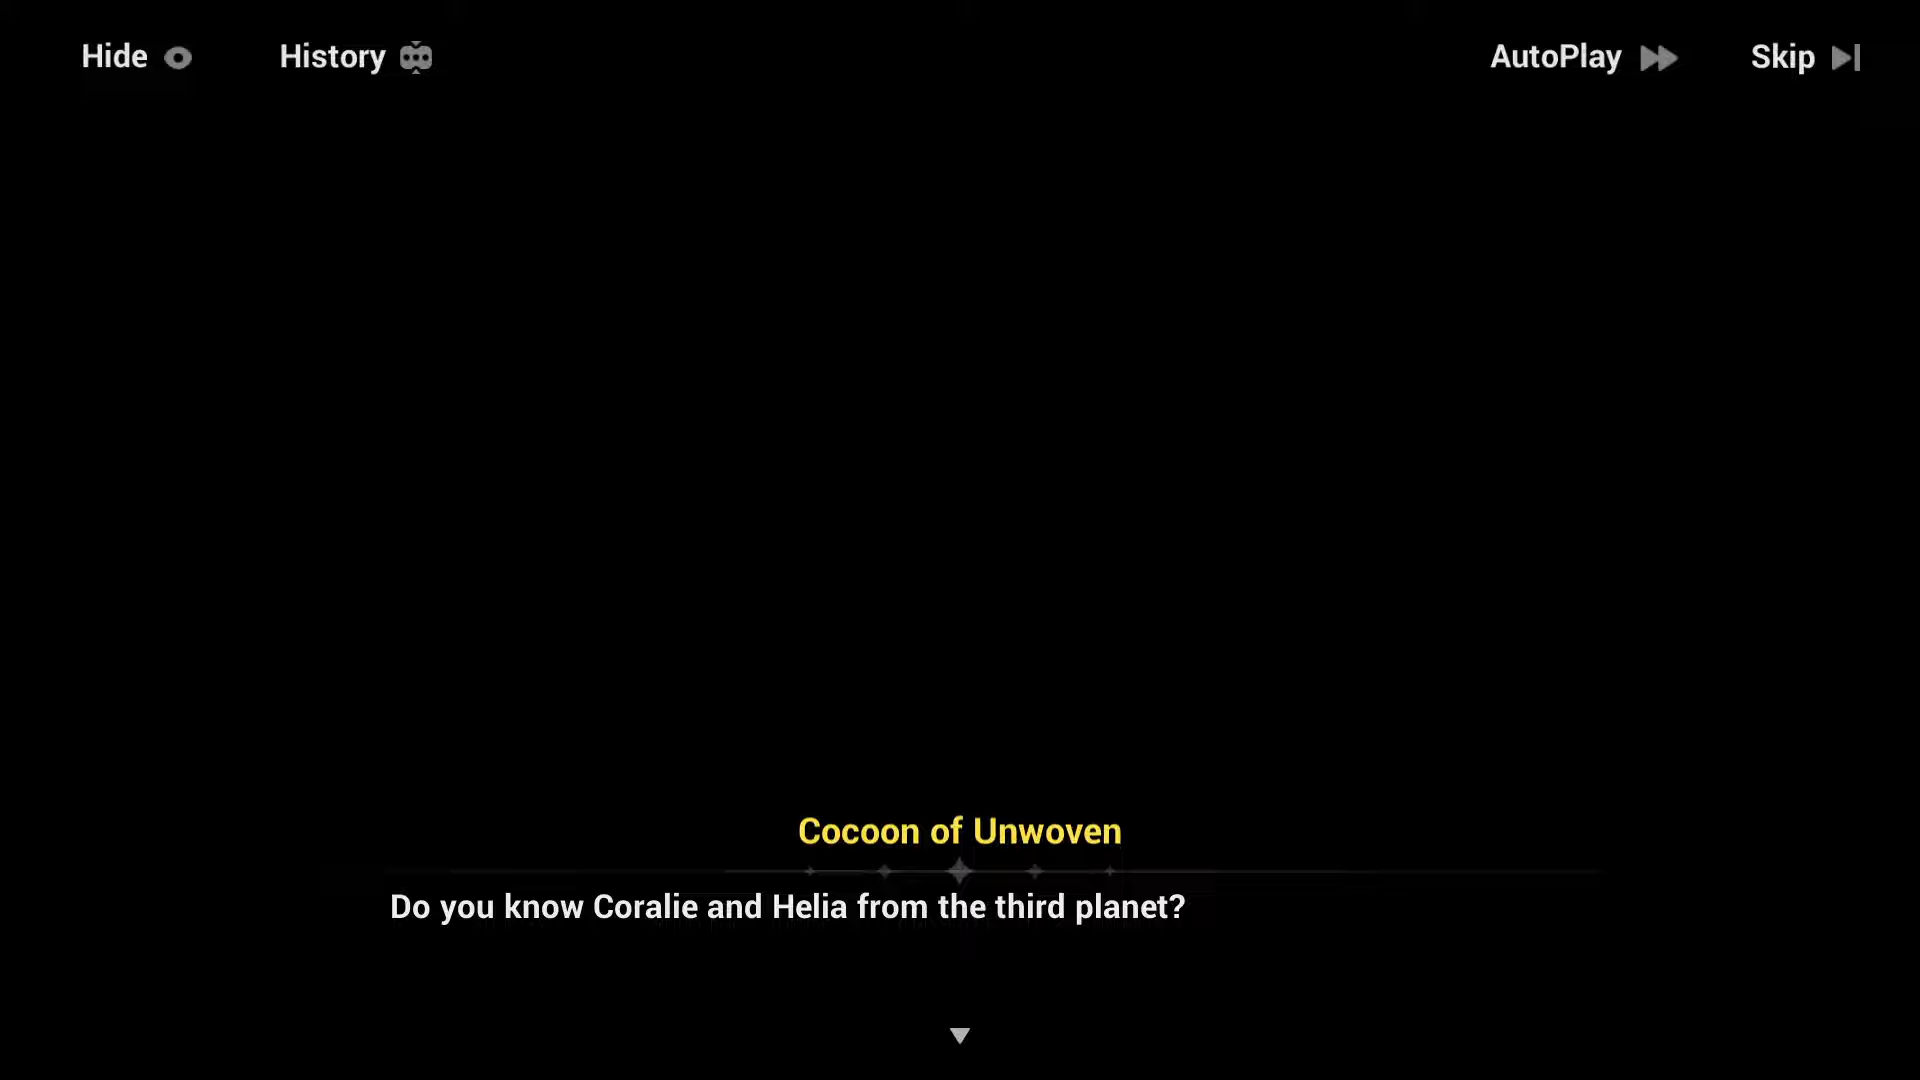 Hide
History
AutoPlay
Skip
Cocoon of Unwoven
Do you know Coralie and Helia from the third planet?